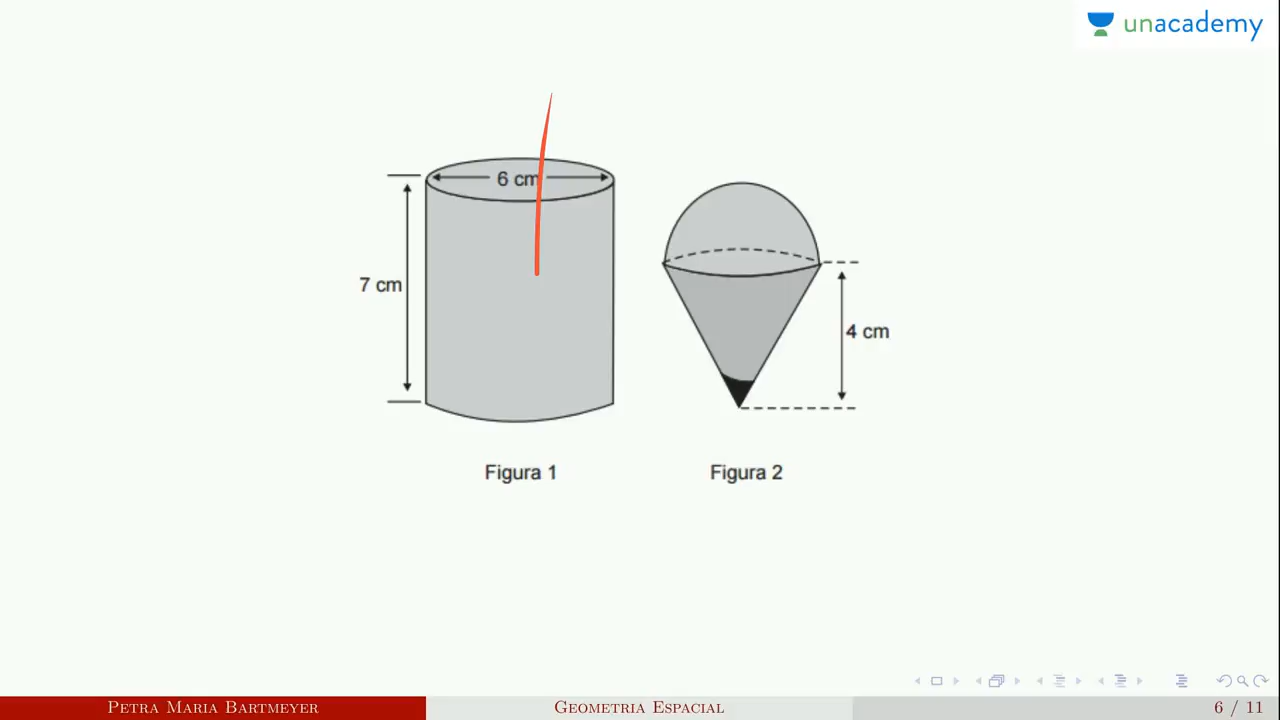 unacademy
6 cm
7 cm
4 cm
Figura 1
Figura 2
Petra Maria Bartmeyer
Geometria Espacial
6 / 11